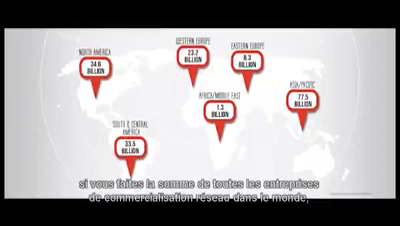 NORTH AMERICA
34.6
BILLION
WESTERN EUROPE
23.2
BILLION
EASTERN EUROPE
8.3
BILLION
AFRICA/MIDDLE EAST
1.3
BILLION
ASIA/PACIFIC
77.5
BILLION
SOUTH & CENTRAL
AMERICA
33.5
BILLION
si vous faites la somme de toutes les entreprises
de commercialisation réseau dans le monde,